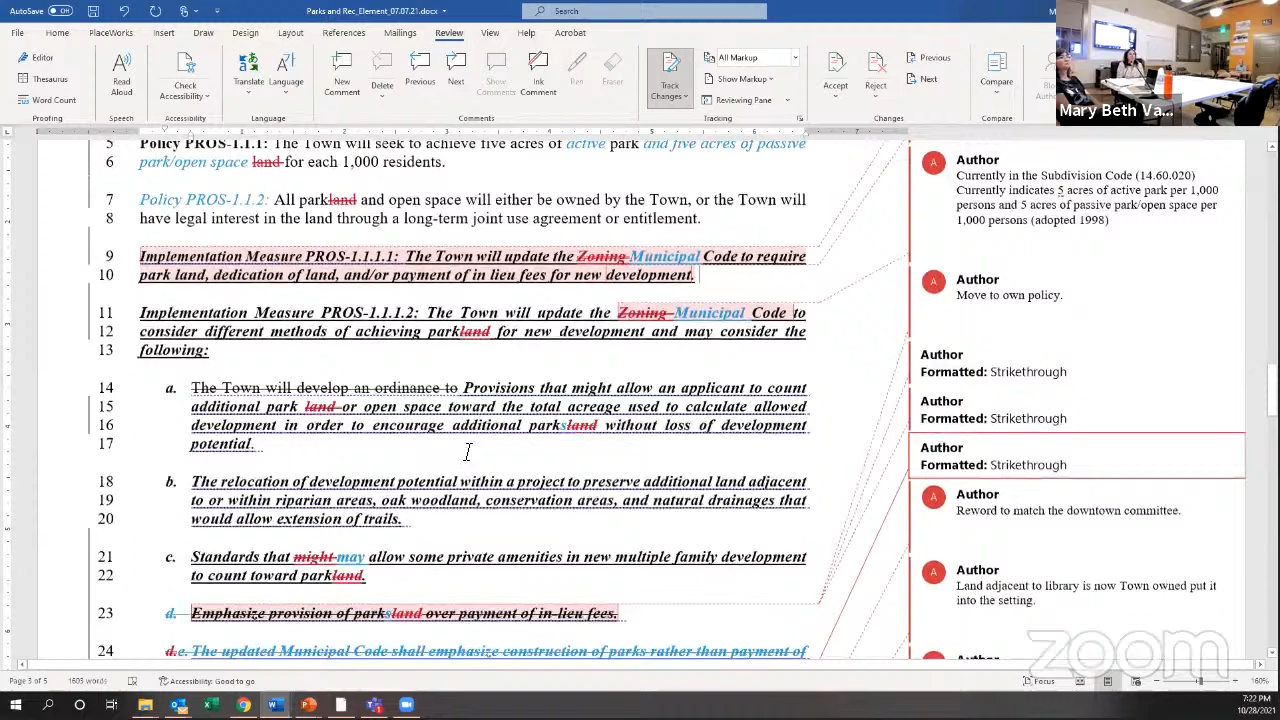 AutoSave Off Parks and Rec_Element_07.07.21.docx Search
File Home PlaceWorks Insert Draw Design Layout References Mailings Review View Help Acrobat
Editor
Thesaurus
Word Count
Proofing
Read Aloud
Speech
Check Accessibility
Accessibility
Translate Language
Language
New Comment Delete Previous Next Show Comments Ink Comment Pen Eraser
Comments
Track Changes
All Markup
Show Markup
Reviewing Pane
Tracking
Accept Reject
Previous
Next
Changes
Compare
Compare
Mary Beth Va...
5 Policy PROS-1.1.1: The Town will seek to achieve five acres of active park and five acres of passive
6 park/open space land for each 1,000 residents.
7 Policy PROS-1.1.2: All parkland and open space will either be owned by the Town, or the Town will
8 have legal interest in the land through a long-term joint use agreement or entitlement.
9 Implementation Measure PROS-1.1.1.1: The Town will update the Zoning Municipal Code to require
10 park land, dedication of land, and/or payment of in lieu fees for new development.
11 Implementation Measure PROS-1.1.1.2: The Town will update the Zoning Municipal Code to
12 consider different methods of achieving parkland for new development and may consider the
13 following:
14 a. The Town will develop an ordinance to Provisions that might allow an applicant to count
15 additional park land or open space toward the total acreage used to calculate allowed
16 development in order to encourage additional parksland without loss of development
17 potential.
18 b. The relocation of development potential within a project to preserve additional land adjacent
19 to or within riparian areas, oak woodland, conservation areas, and natural drainages that
20 would allow extension of trails.
21 c. Standards that might may allow some private amenities in new multiple family development
22 to count toward parkland.
23 d. Emphasize provision of parksland over payment of in-lieu fees.
24 d.e. The updated Municipal Code shall emphasize construction of parks rather than payment of
A Author
Currently in the Subdivision Code (14.60.020)
Currently indicates 5 acres of active park per 1,000
persons and 5 acres of passive park/open space per
1,000 persons (adopted 1998)
A Author
Move to own policy.
Author
Formatted: Strikethrough
Author
Formatted: Strikethrough
Author
Formatted: Strikethrough
A Author
Reword to match the downtown committee.
A Author
Land adjacent to library is now Town owned put it
into the setting.
A Author
zoom
Page 3 of 5 1603 words Accessibility: Good to go Focus 160%
7:22 PM
10/28/2021